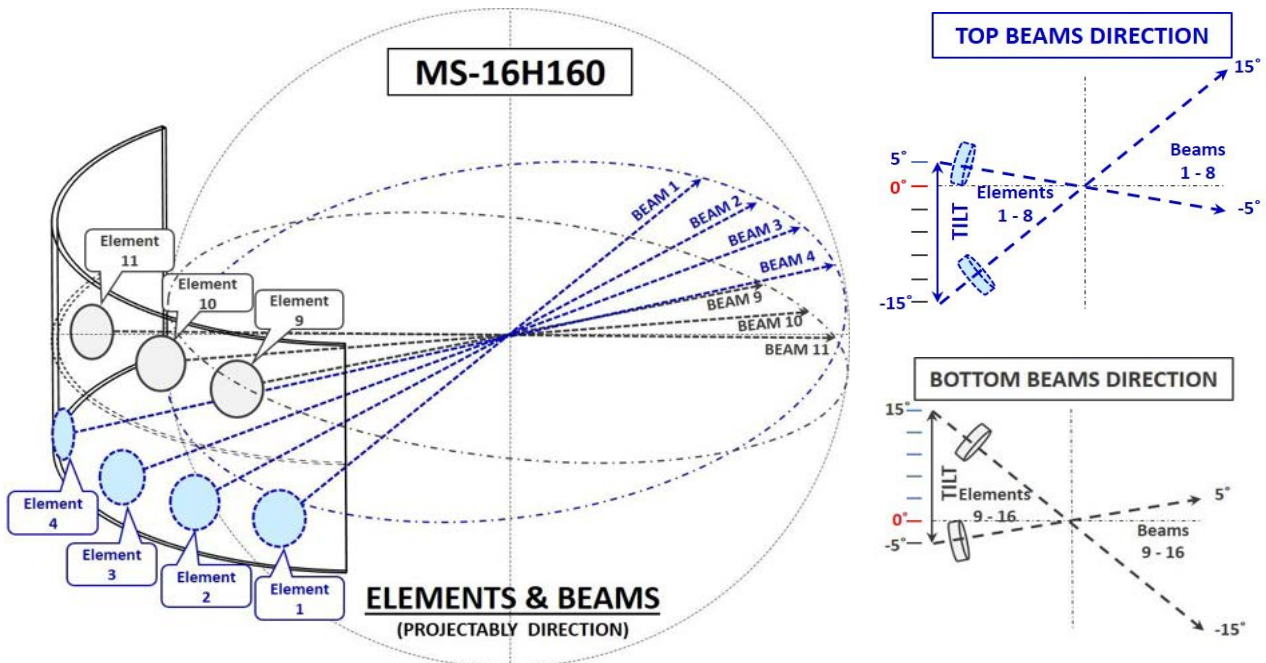 MS-16H160
BEAM 1
BEAM 2
BEAM 3
BEAM 4
BEAM 9
BEAM 10
BEAM 11
Element
11
Element
10
Element
9
Element
4
Element
3
Element
2
Element
1
ELEMENTS & BEAMS
(PROJECTABLY DIRECTION)
TOP BEAMS DIRECTION
15°
5°
0°
-15°
TILT
Elements
1 - 8
Beams
1 - 8
-5°
BOTTOM BEAMS DIRECTION
15°
0°
-5°
TILT
Elements
9 - 16
5°
Beams
9 - 16
-15°